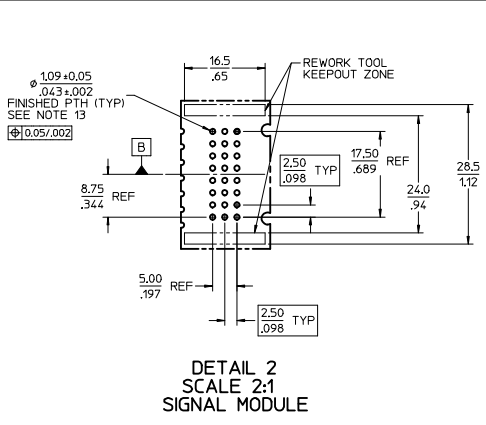 16.5
.65
REWORK TOOL
KEEPOUT ZONE
⌀ 1.09 ±0.05
.043 ±.002
FINISHED PTH (TYP)
SEE NOTE 13
⌖ 0.05/.002
B
2.50 TYP
.098
17.50 REF
.689
28.5
1.12
8.75 REF
.344
24.0
.94
5.00 REF
.197
2.50 TYP
.098
DETAIL 2
SCALE 2:1
SIGNAL MODULE